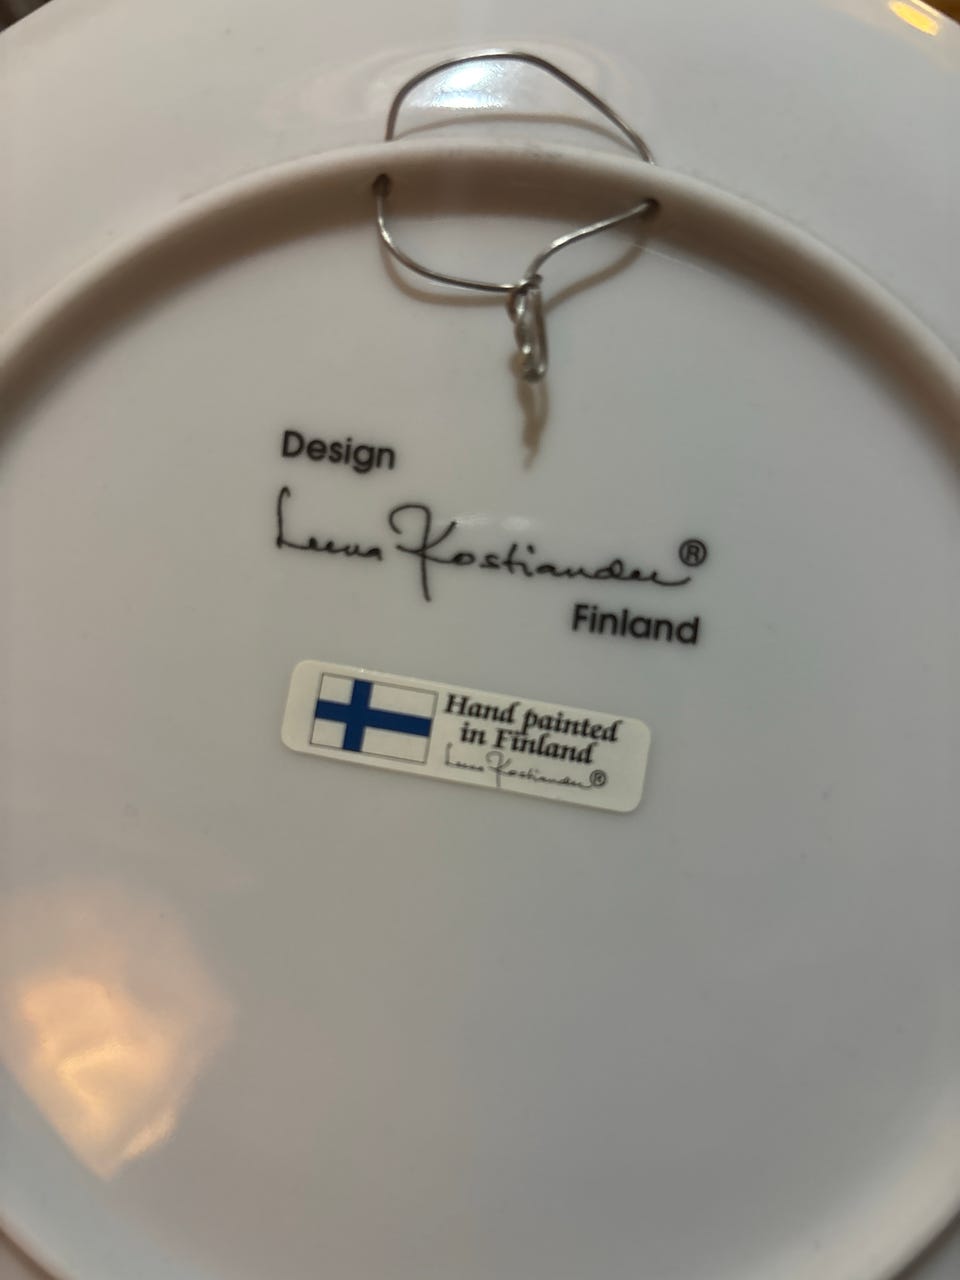 Design
Leena Kostiander®
Finland
Hand painted
in Finland
Leena Kostiander®